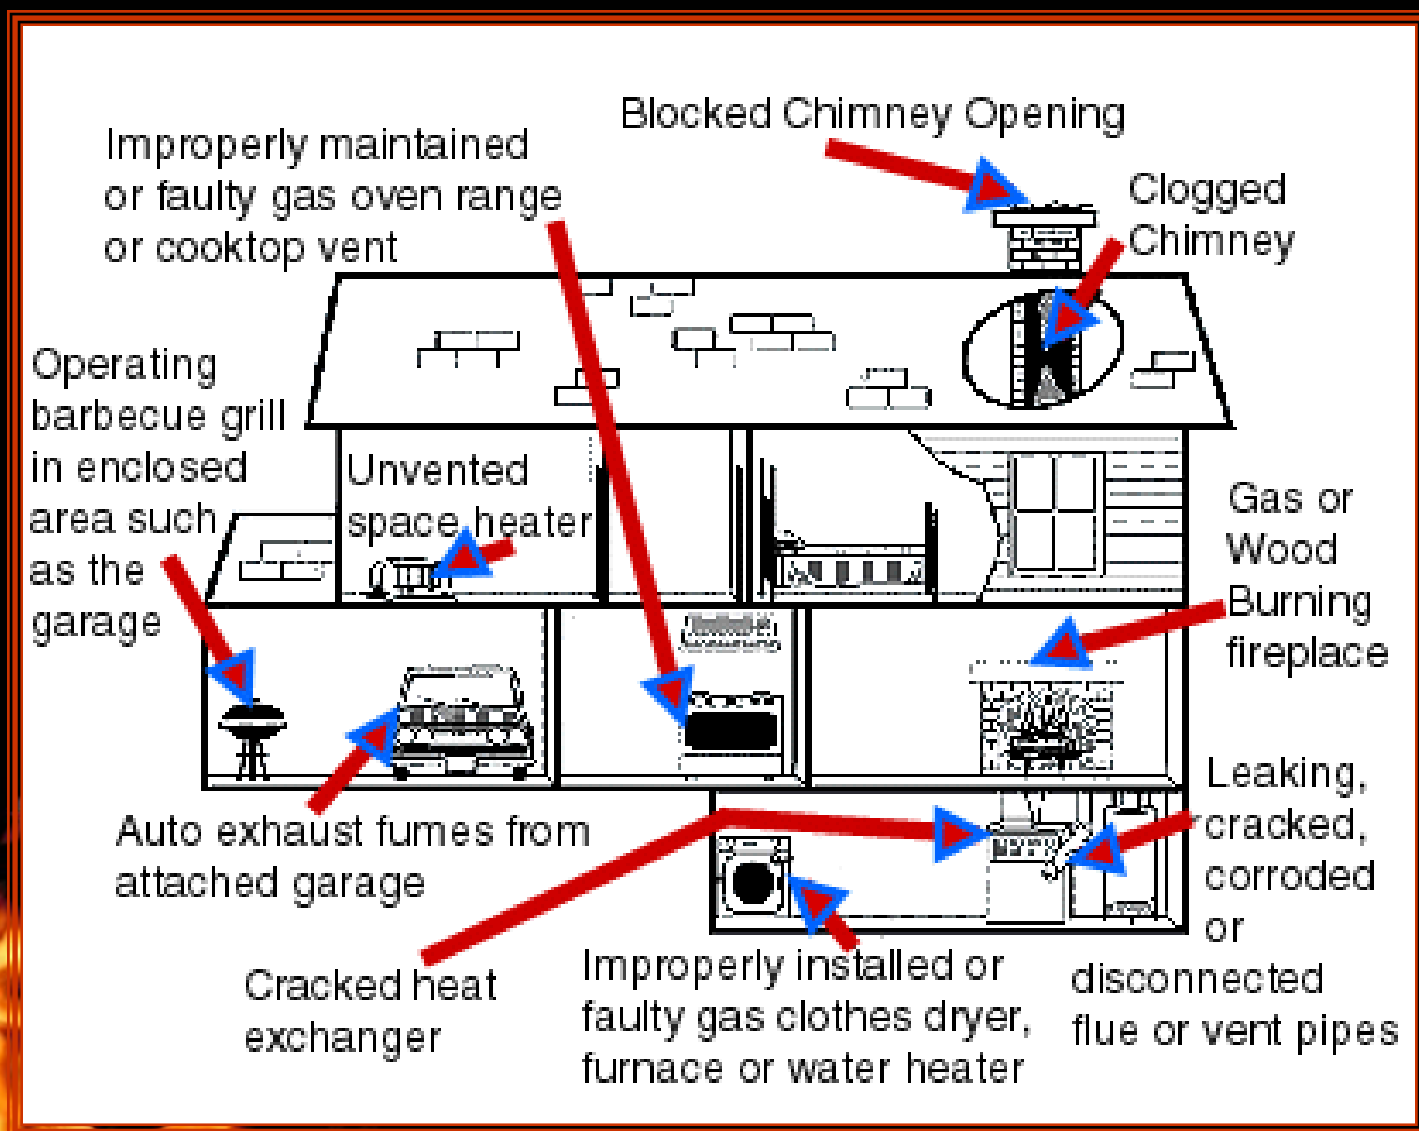 Blocked Chimney Opening
Improperly maintained
or faulty gas oven range
or cooktop vent
Clogged
Chimney
Operating
barbecue grill
in enclosed
area such
as the
garage
Unvented
space heater
Gas or
Wood
Burning
fireplace
Leaking,
cracked,
corroded
or
disconnected
flue or vent pipes
Auto exhaust fumes from
attached garage
Cracked heat
exchanger
Improperly installed or
faulty gas clothes dryer,
furnace or water heater